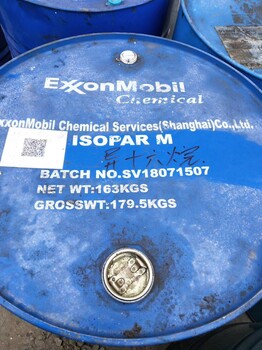 ExxonMobil
Chemical
ExxonMobil Chemical Services(Shanghai)Co.,Ltd.
ISOPAR M
异十六烷
BATCH NO.SV18071507
NET WT:163KGS
GROSSWT:179.5KGS